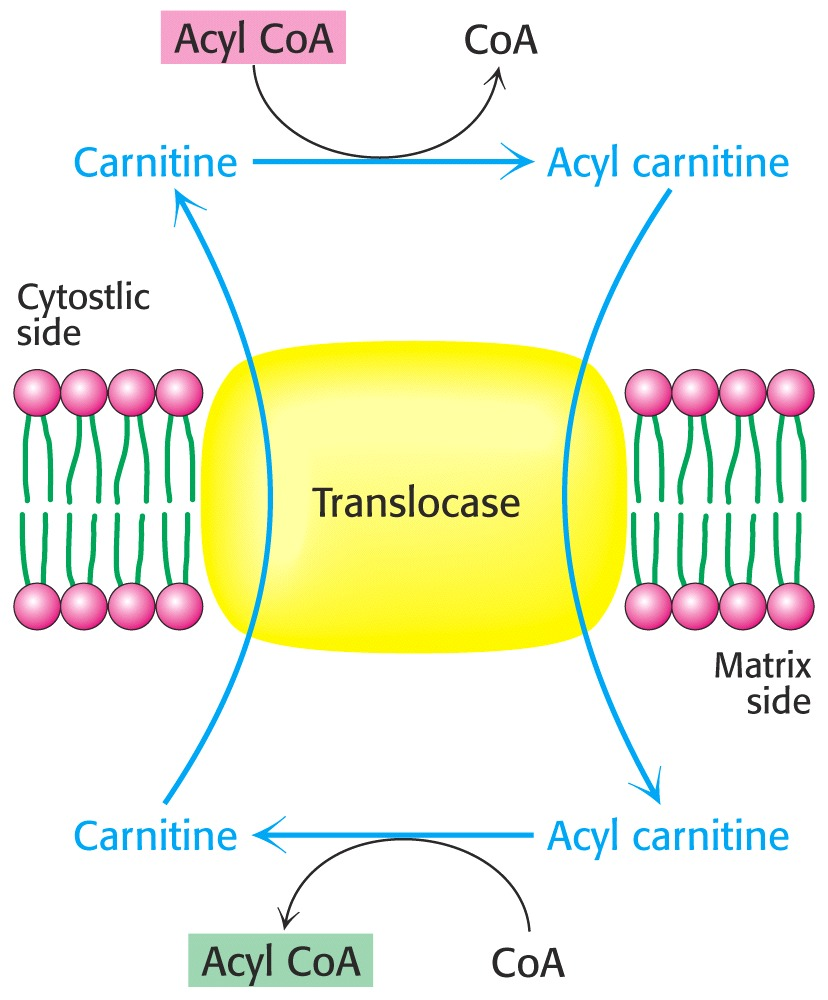 Acyl CoA
CoA
Carnitine
Acyl carnitine
Cytostlic
side
Translocase
Matrix
side
Carnitine
Acyl carnitine
Acyl CoA
CoA